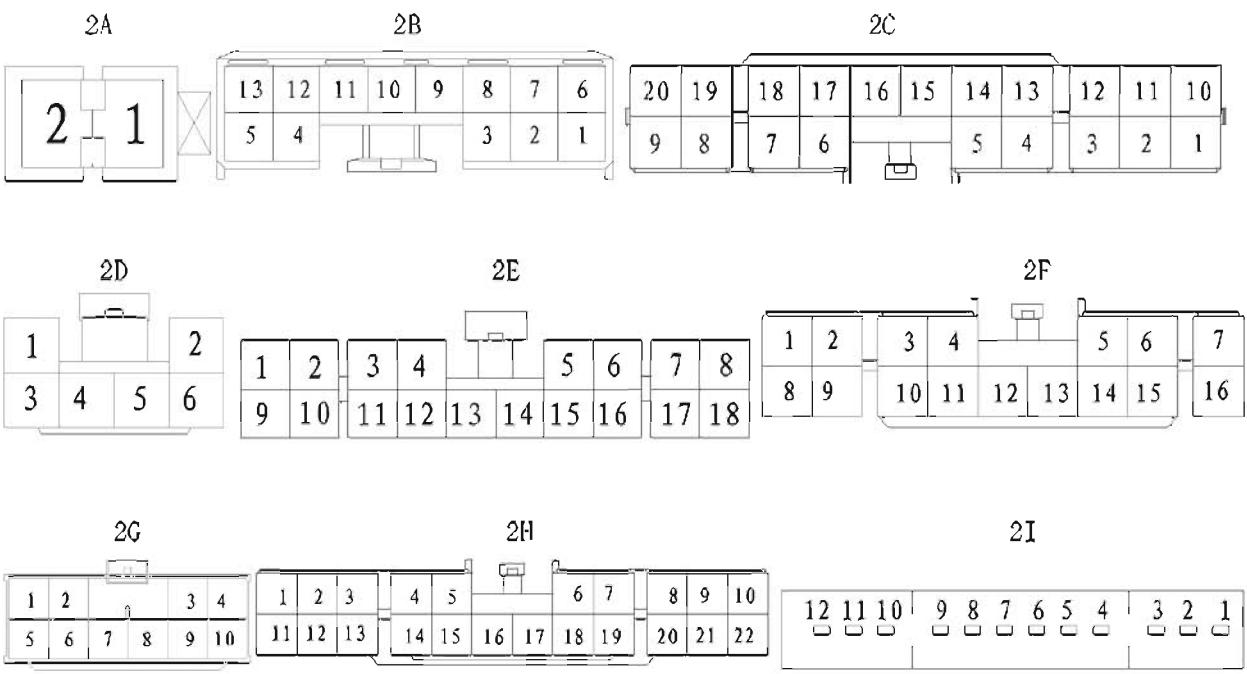 2A 2B 2C
2 1
13 12 11 10 9 8 7 6
5 4 3 2 1
20 19 18 17 16 15 14 13 12 11 10
9 8 7 6 5 4 3 2 1
2D 2E 2F
1 2
3 4 5 6
1 2 3 4 5 6 7 8
9 10 11 12 13 14 15 16 17 18
1 2 3 4 5 6 7
8 9 10 11 12 13 14 15 16
2G 2H 2I
1 2 3 4
5 6 7 8 9 10
1 2 3 4 5 6 7 8 9 10
11 12 13 14 15 16 17 18 19 20 21 22
12 11 10 9 8 7 6 5 4 3 2 1